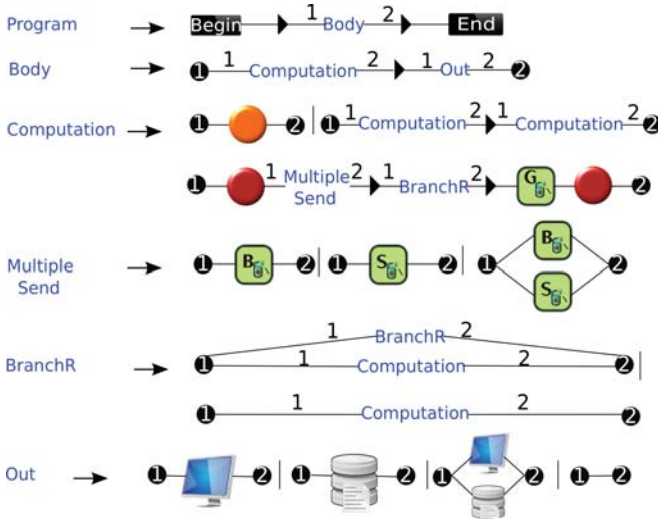 Program Begin 1 Body 2 End
Body 1 1 Computation 2 1 Out 2 2
Computation 1 2 | 1 1 Computation 2 1 Computation 2 2
1 1 Multiple Send 2 1 BranchR 2 G 2
Multiple Send 1 B 2 | 1 S 2 | 1 B S 2
1 BranchR 2
BranchR 1 1 Computation 2 2 |
1 1 Computation 2 2
Out 1 2 | 1 2 | 1 2 | 1 2